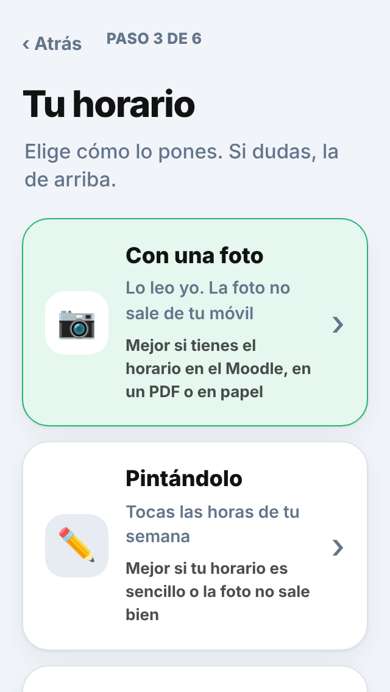 ‹ Atrás
PASO 3 DE 6
Tu horario
Elige cómo lo pones. Si dudas, la
de arriba.
Con una foto
Lo leo yo. La foto no
sale de tu móvil
Mejor si tienes el
horario en el Moodle, en
un PDF o en papel
Pintándolo
Tocas las horas de tu
semana
Mejor si tu horario es
sencillo o la foto no sale
bien